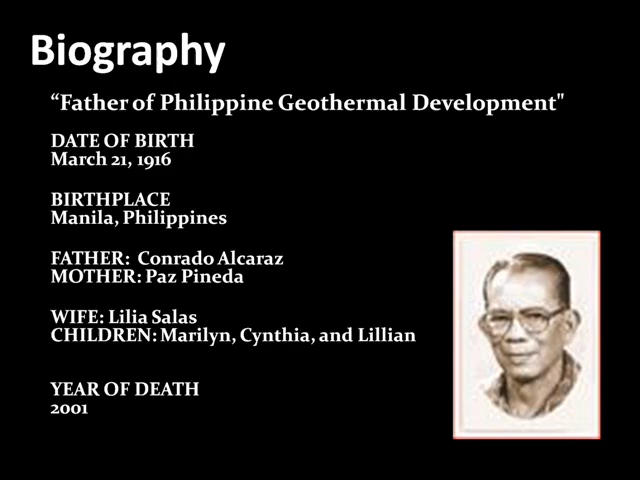 Biography
“Father of Philippine Geothermal Development"
DATE OF BIRTH
March 21, 1916
BIRTHPLACE
Manila, Philippines
FATHER: Conrado Alcaraz
MOTHER: Paz Pineda
WIFE: Lilia Salas
CHILDREN: Marilyn, Cynthia, and Lillian
YEAR OF DEATH
2001